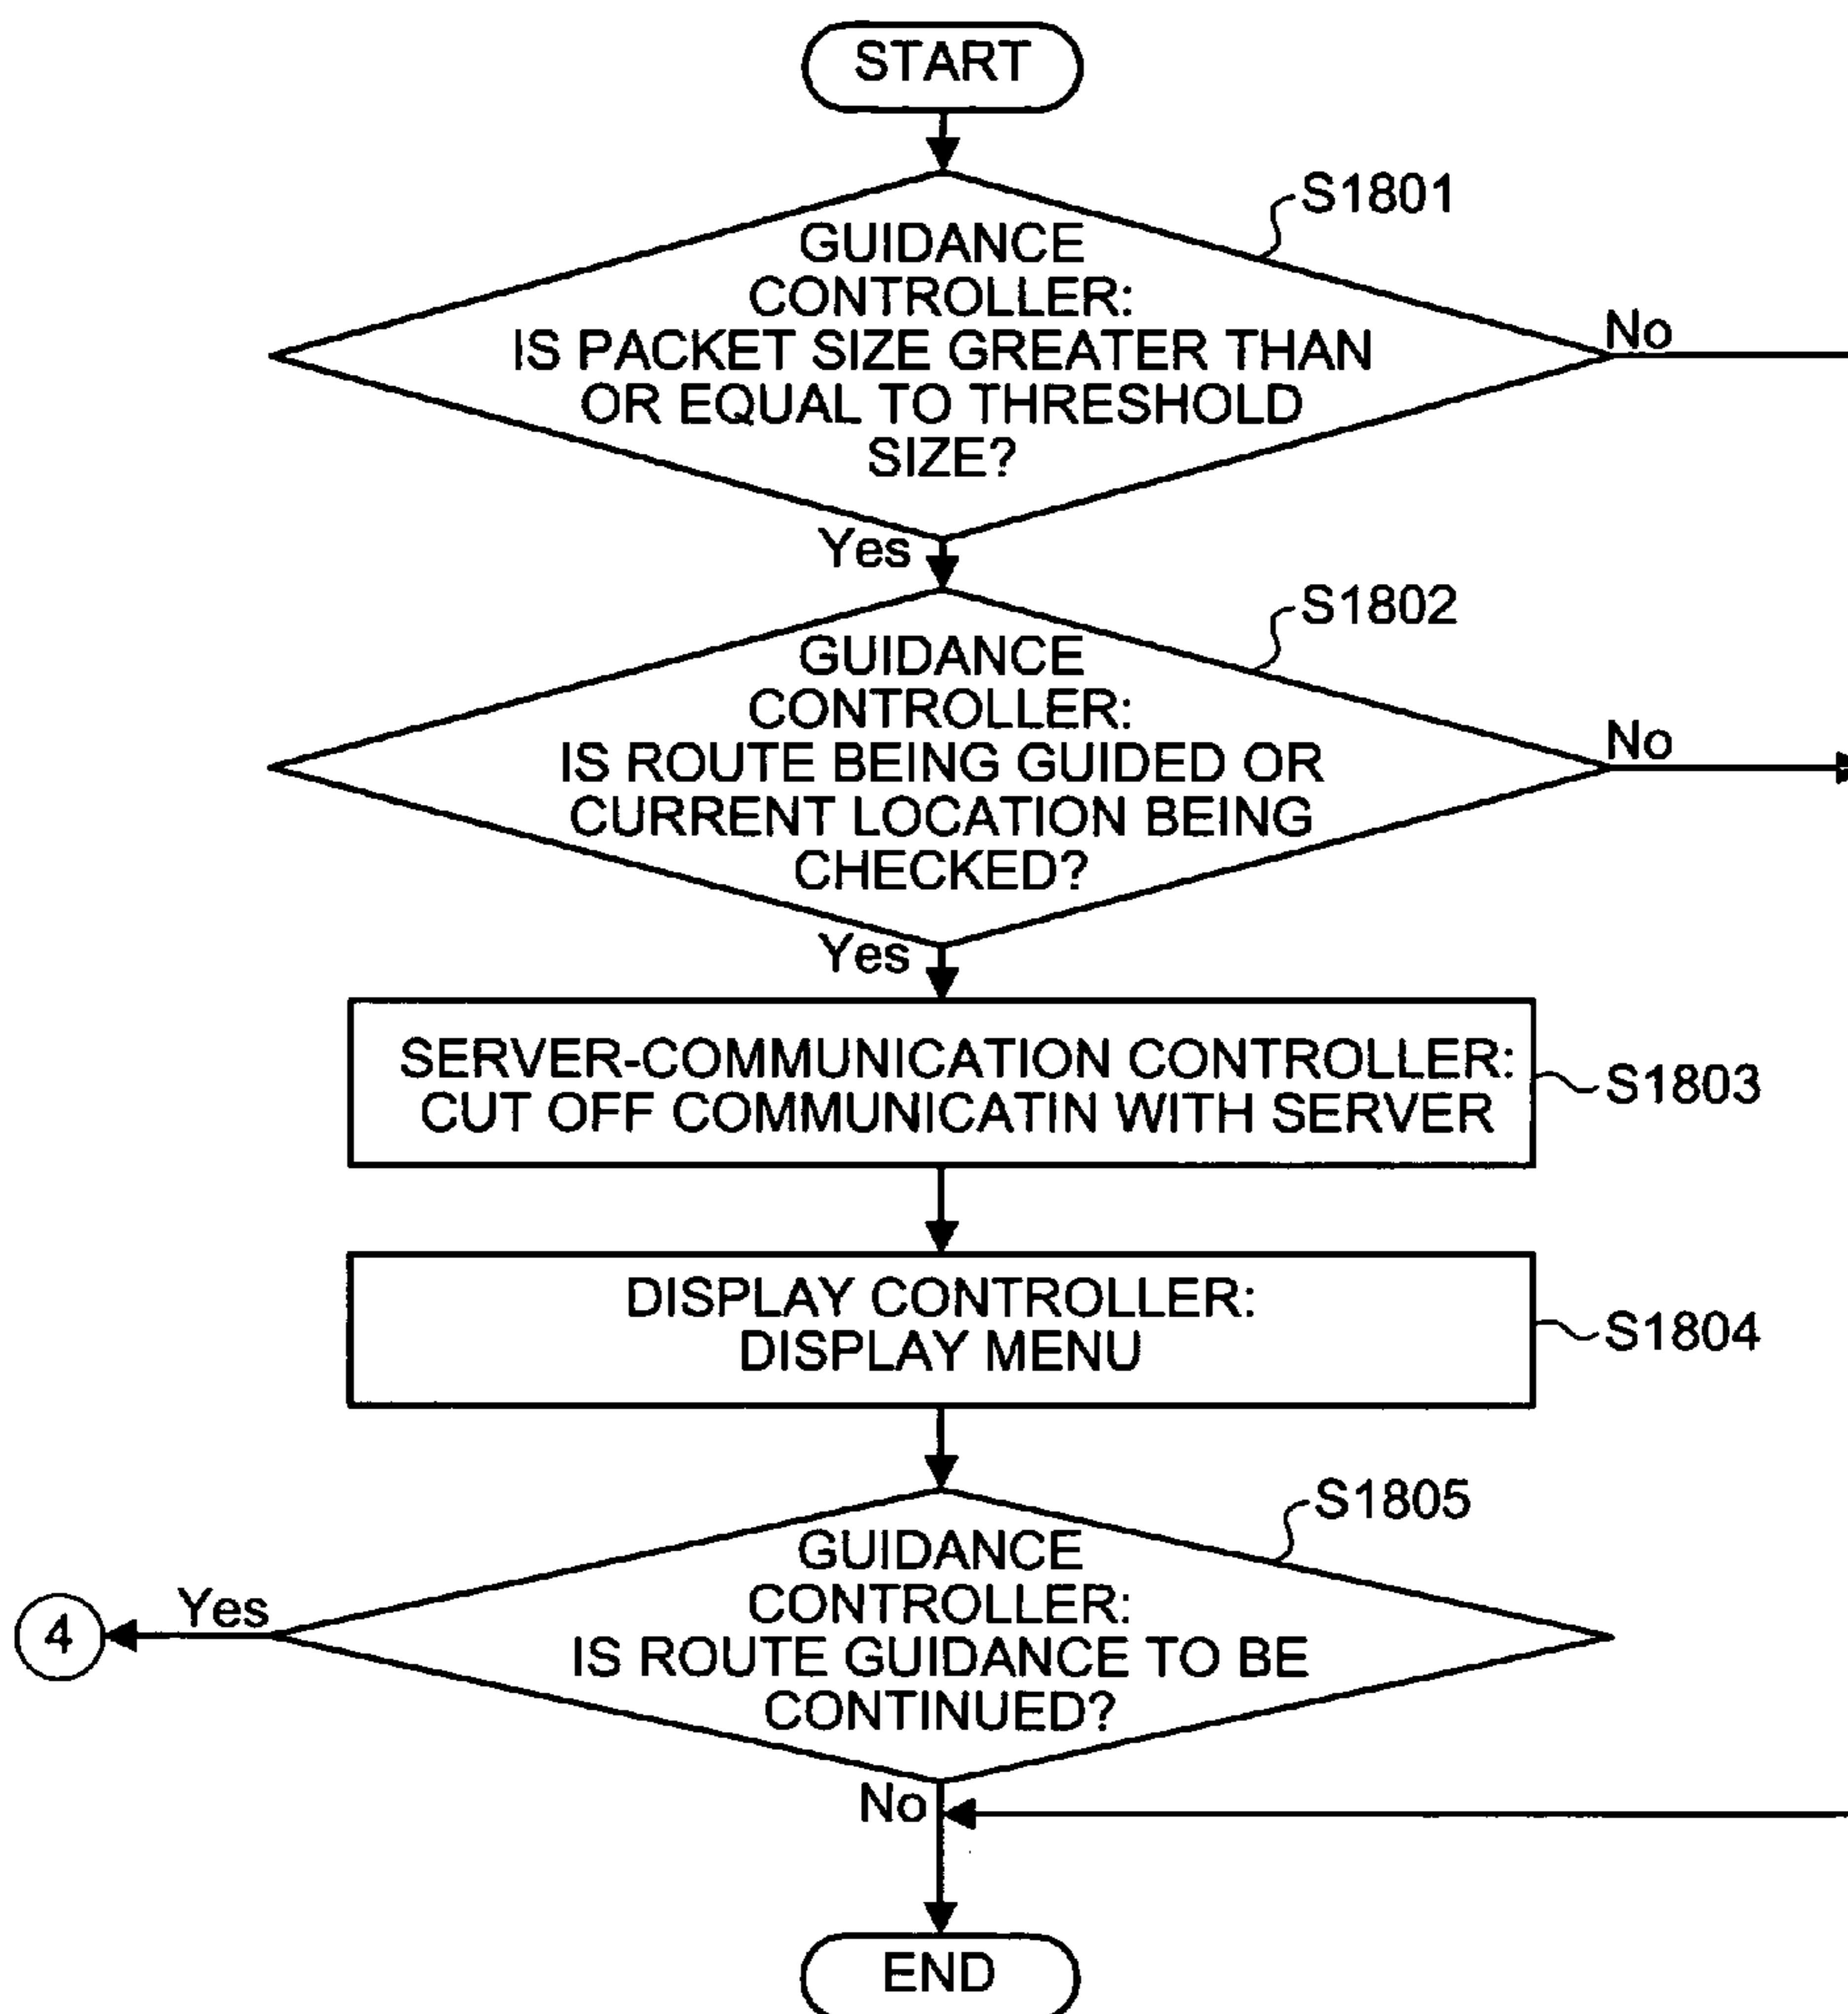 START
S1801
GUIDANCE
CONTROLLER:
IS PACKET SIZE GREATER THAN
OR EQUAL TO THRESHOLD
SIZE?
No
Yes
S1802
GUIDANCE
CONTROLLER:
IS ROUTE BEING GUIDED OR
CURRENT LOCATION BEING
CHECKED?
No
Yes
SERVER-COMMUNICATION CONTROLLER:
CUT OFF COMMUNICATIN WITH SERVER
S1803
DISPLAY CONTROLLER:
DISPLAY MENU
S1804
S1805
GUIDANCE
CONTROLLER:
IS ROUTE GUIDANCE TO BE
CONTINUED?
Yes
4
No
END